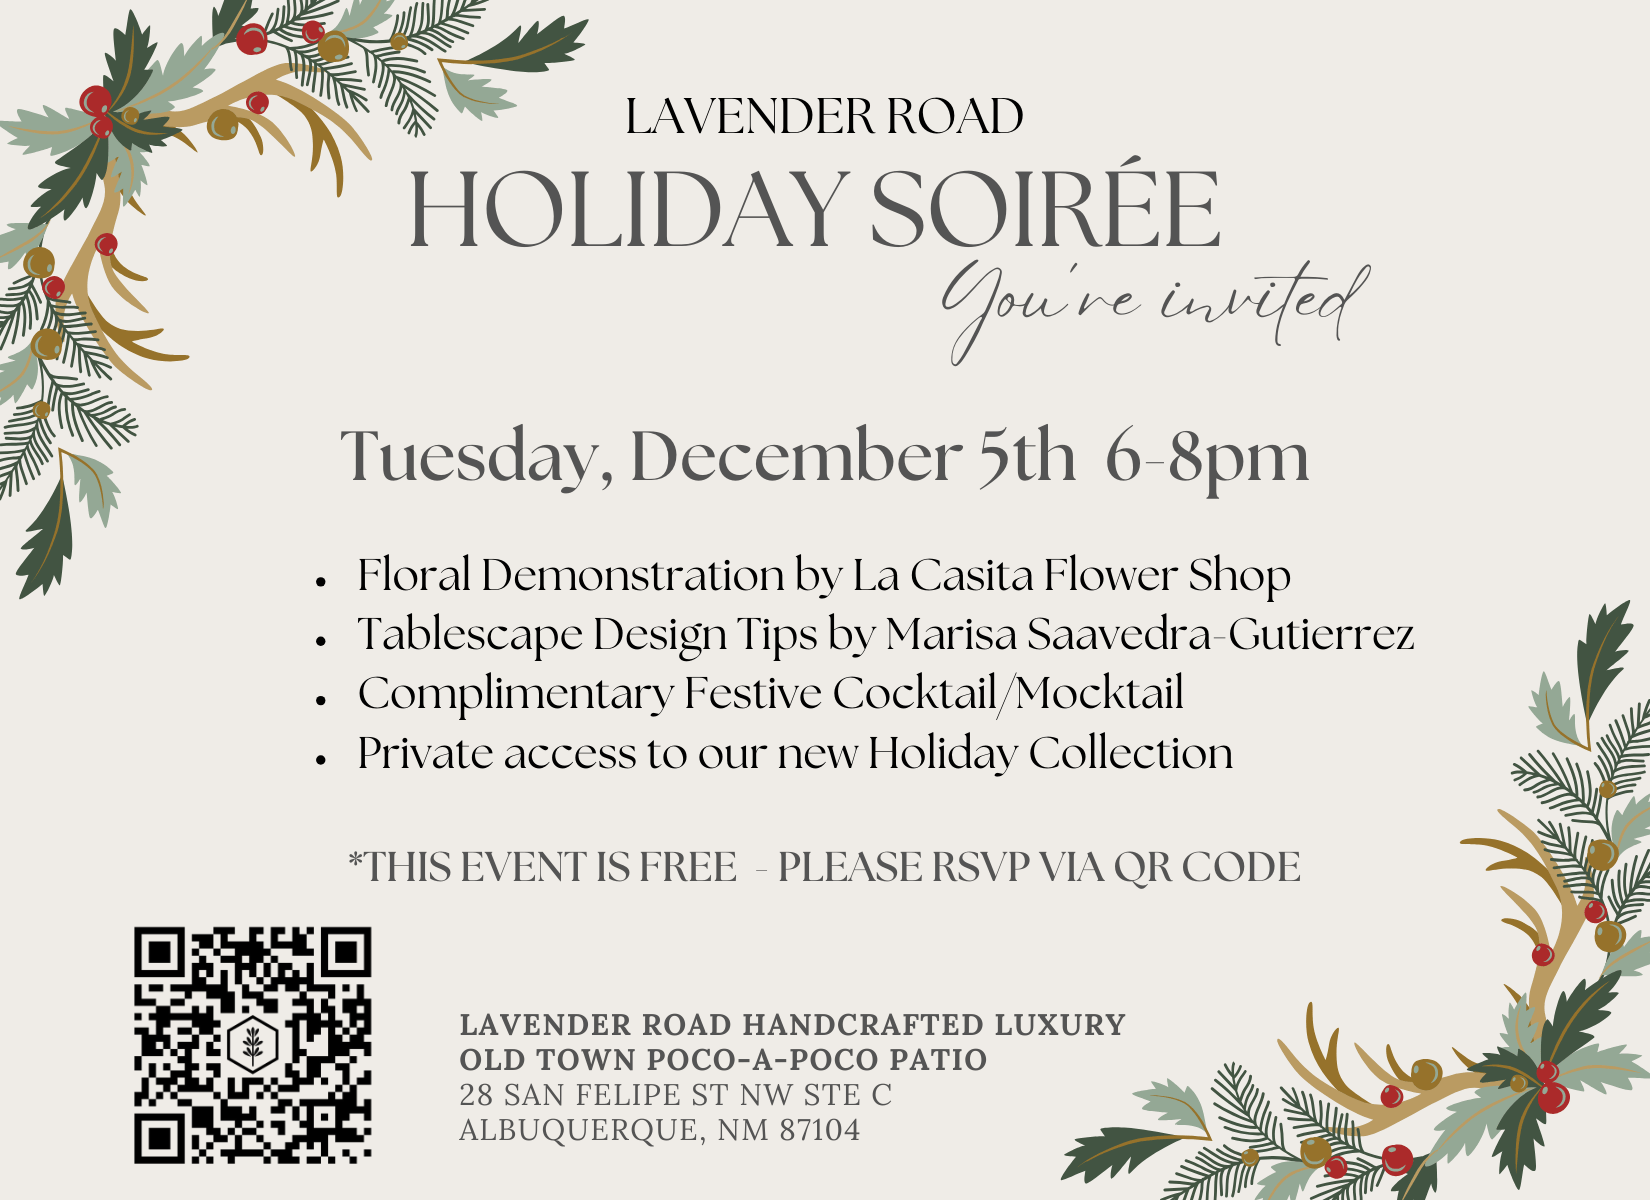 LAVENDER ROAD
HOLIDAY SOIRÉE
You're invited
Tuesday, December 5th 6-8pm
• Floral Demonstration by La Casita Flower Shop
• Tablescape Design Tips by Marisa Saavedra-Gutierrez
• Complimentary Festive Cocktail/Mocktail
• Private access to our new Holiday Collection
*THIS EVENT IS FREE - PLEASE RSVP VIA QR CODE
LAVENDER ROAD HANDCRAFTED LUXURY
OLD TOWN POCO-A-POCO PATIO
28 SAN FELIPE ST NW STE C
ALBUQUERQUE, NM 87104